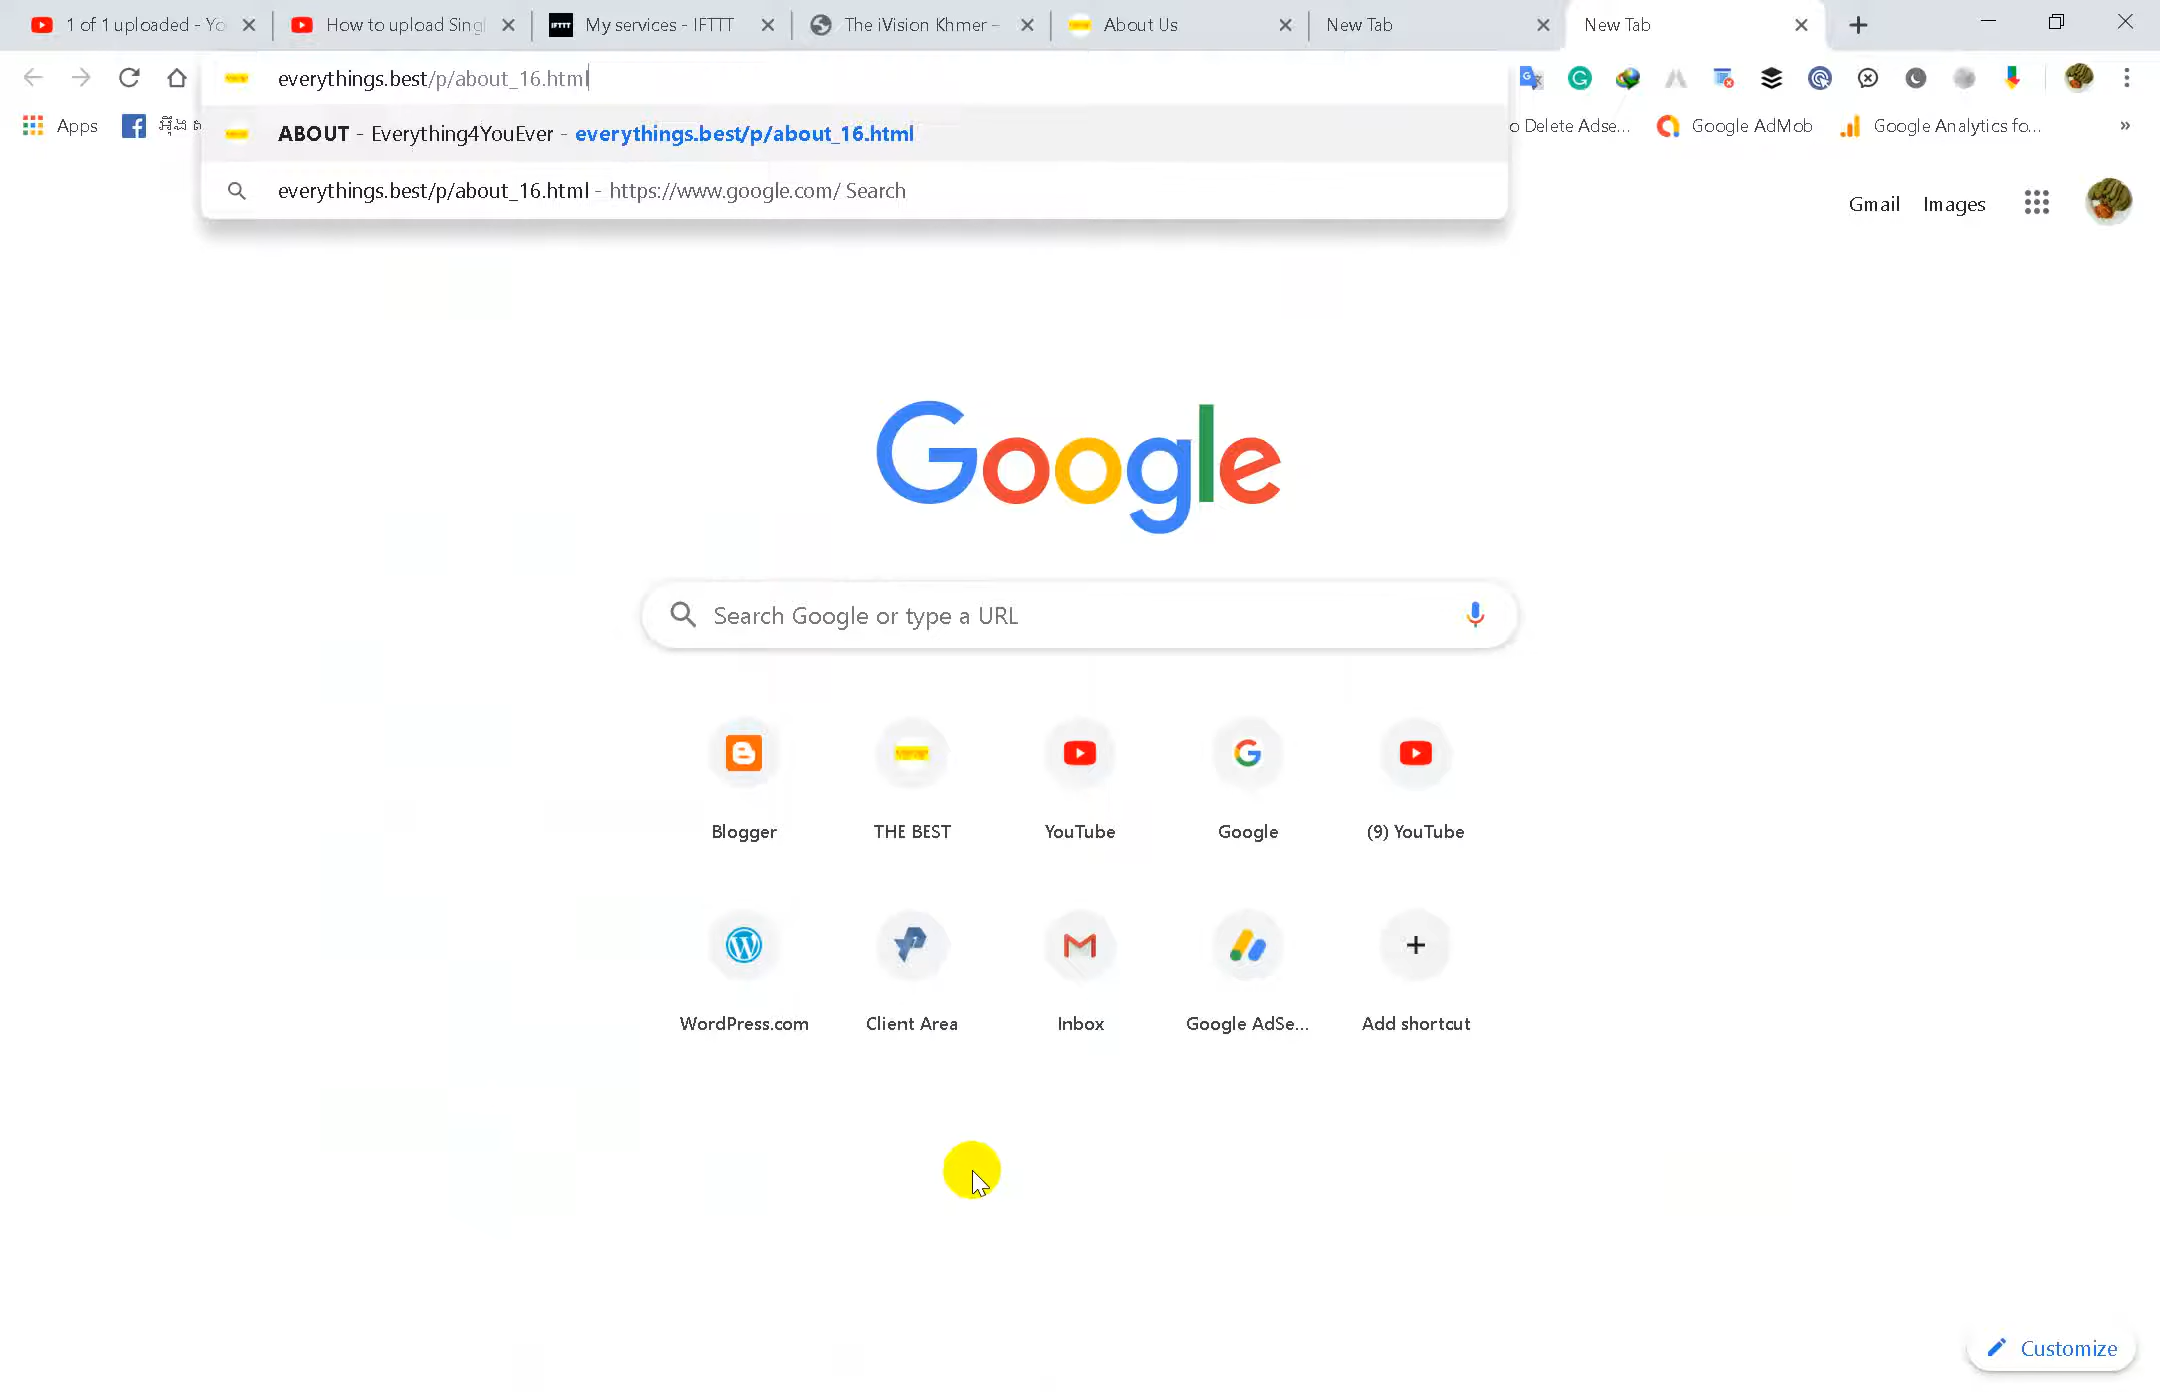 1 of 1 uploaded - Yo
How to upload Singl
IFTTT
My services - IFTTT
The iVision Khmer –
About Us
New Tab
New Tab
everythings.best/p/about_16.html
ABOUT - Everything4YouEver - everythings.best/p/about_16.html
everythings.best/p/about_16.html - https://www.google.com/ Search
Apps
o Delete Adse...
Google AdMob
Google Analytics fo...
»
Gmail
Images
Google
Search Google or type a URL
Blogger
THE BEST
YouTube
Google
(9) YouTube
WordPress.com
Client Area
Inbox
Google AdSe...
Add shortcut
Customize